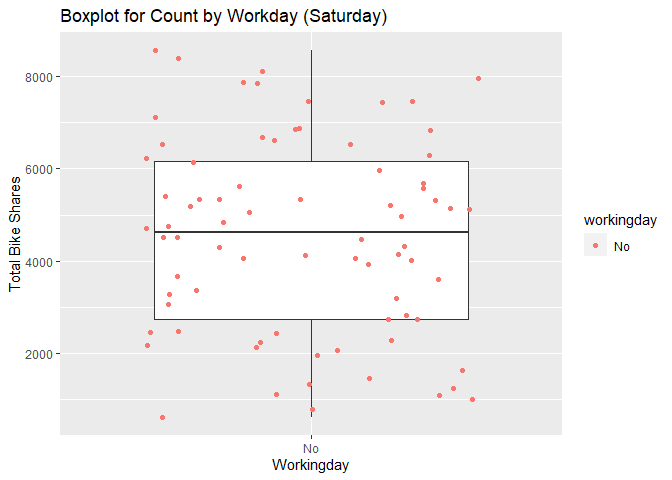 Boxplot for Count by Workday (Saturday)
8000
6000
4000
2000
Total Bike Shares
No
Workingday
workingday
No